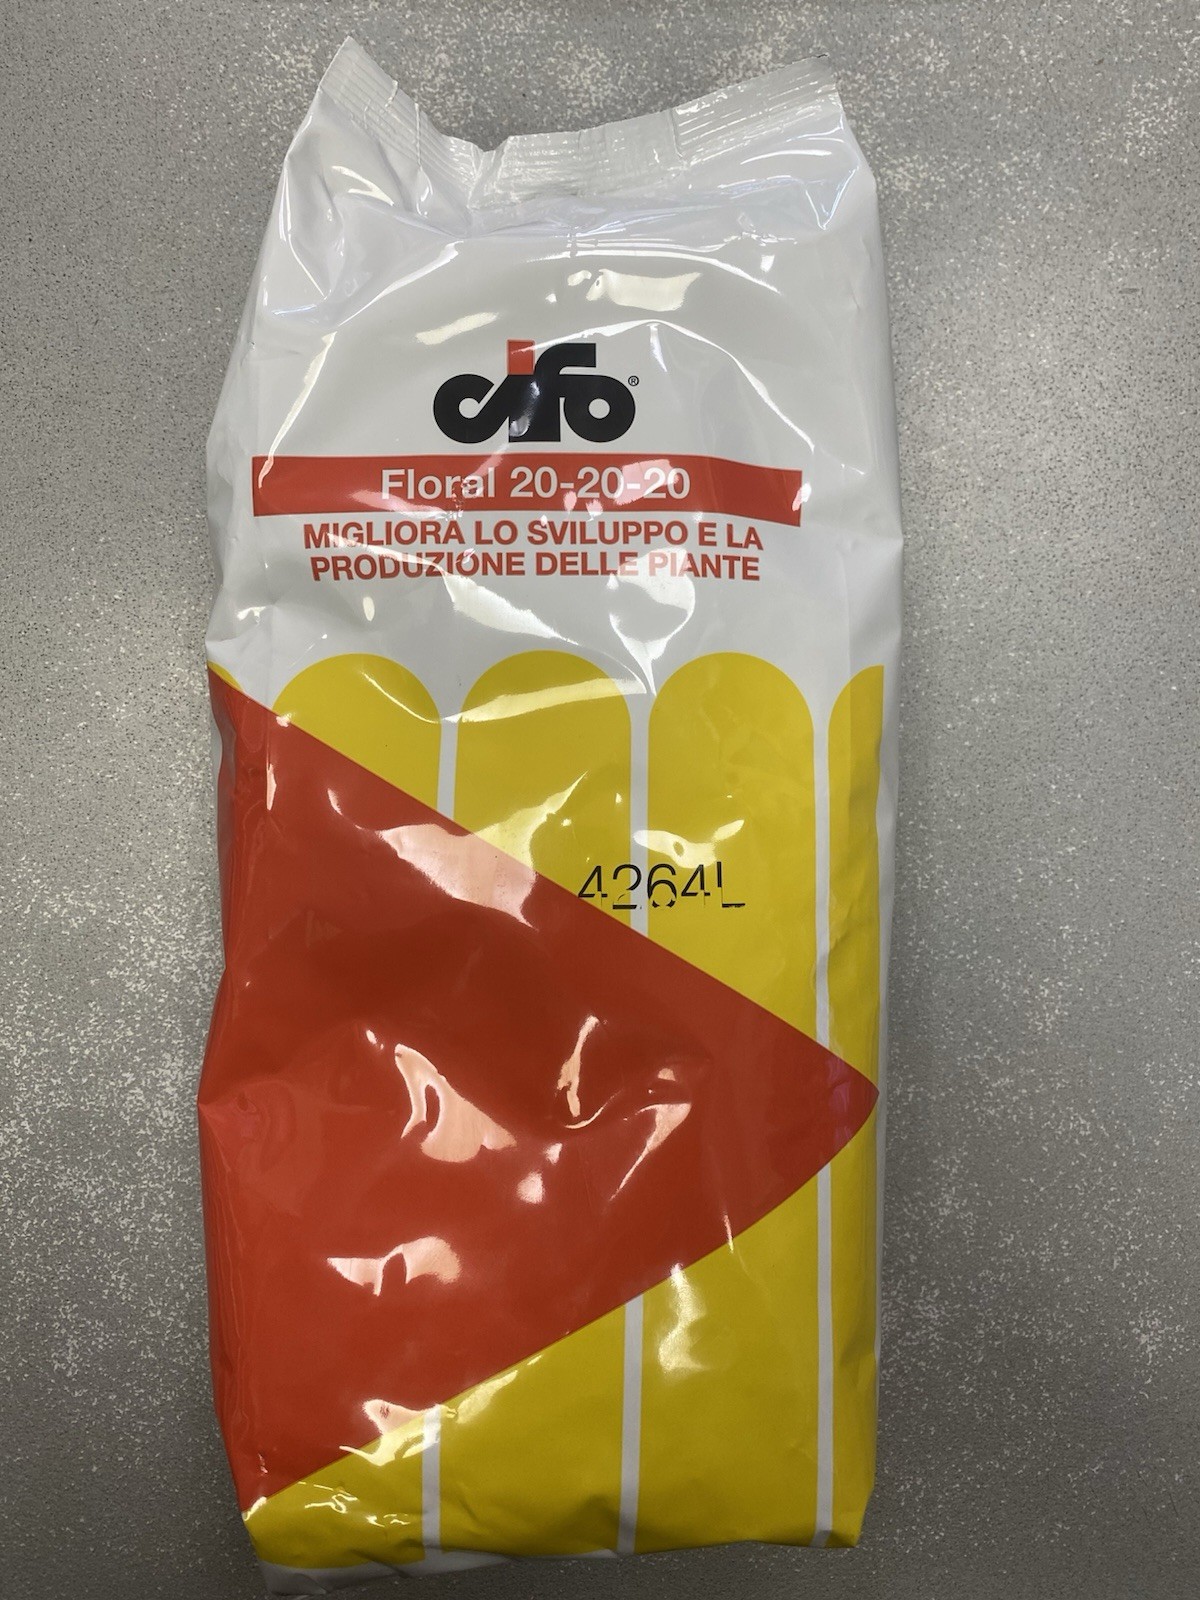 cifo®
Floral 20-20-20
MIGLIORA LO SVILUPPO E LA
PRODUZIONE DELLE PIANTE
4264L